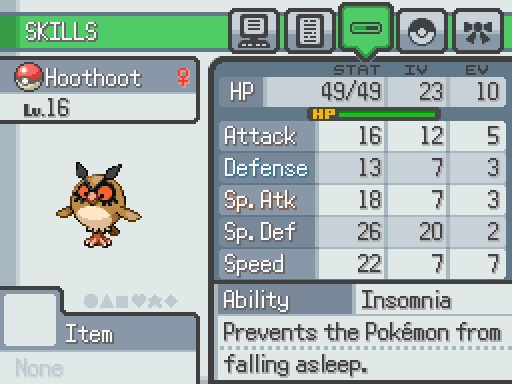 SKILLS
Hoothoot ♀
Lv.16
STAT IV EV
HP 49/49 23 10
HP
Attack 16 12 5
Defense 13 7 3
Sp. Atk 18 7 3
Sp. Def 26 20 2
Speed 22 7 7
Ability Insomnia
Prevents the Pokémon from
falling asleep.
Item
None